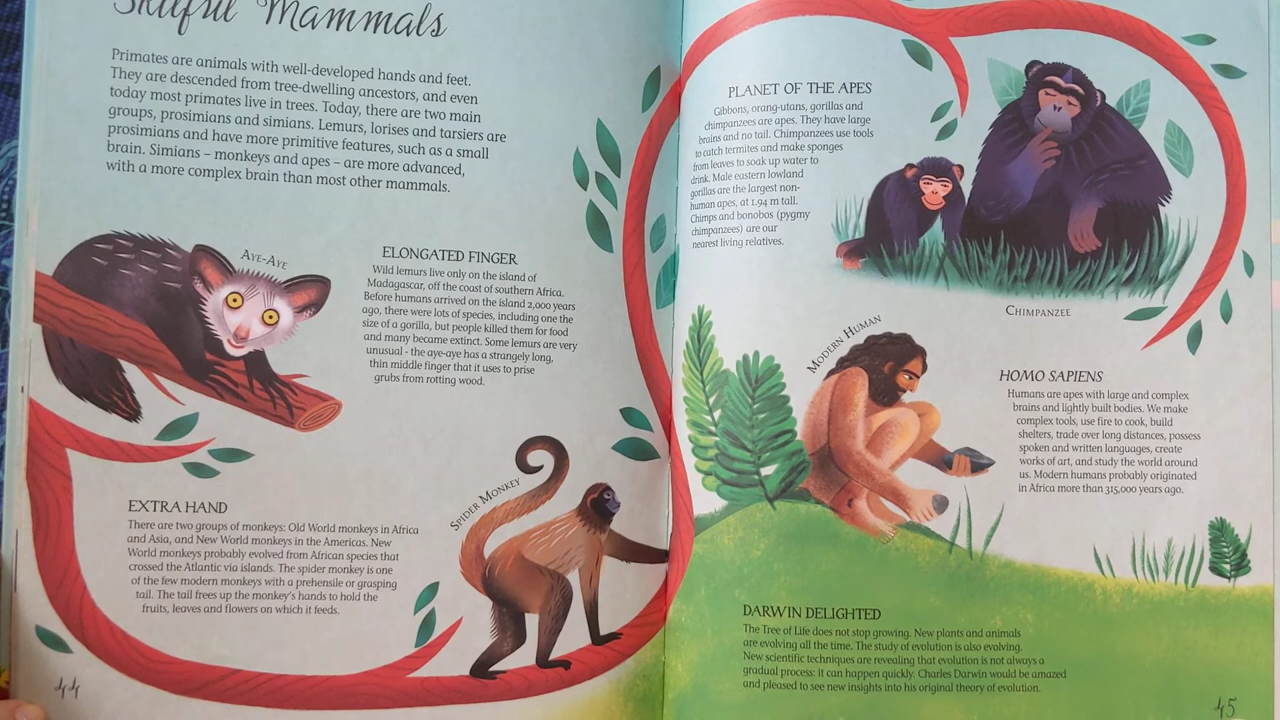 Skilful Mammals
Primates are animals with well-developed hands and feet.
They are descended from tree-dwelling ancestors, and even
today most primates live in trees. Today, there are two main
groups, prosimians and simians. Lemurs, lorises and tarsiers are
prosimians and have more primitive features, such as a small
brain. Simians – monkeys and apes – are more advanced,
with a more complex brain than most other mammals.
Aye-Aye
ELONGATED FINGER
Wild lemurs live only on the island of
Madagascar, off the coast of southern Africa.
Before humans arrived on the island 2,000 years
ago, there were lots of species, including one the
size of a gorilla, but people killed them for food
and many became extinct. Some lemurs are very
unusual - the aye-aye has a strangely long,
thin middle finger that it uses to prise
grubs from rotting wood.
EXTRA HAND
There are two groups of monkeys: Old World monkeys in Africa
and Asia, and New World monkeys in the Americas. New
World monkeys probably evolved from African species that
crossed the Atlantic via islands. The spider monkey is one
of the few modern monkeys with a prehensile or grasping
tail. The tail frees up the monkey's hands to hold the
fruits, leaves and flowers on which it feeds.
Spider Monkey
44
PLANET OF THE APES
Gibbons, orang-utans, gorillas and
chimpanzees are apes. They have large
brains and no tail. Chimpanzees use tools
to catch termites and make sponges
from leaves to soak up water to
drink. Male eastern lowland
gorillas are the largest non-
human apes, at 1.94 m tall.
Chimps and bonobos (pygmy
chimpanzees) are our
nearest living relatives.
Chimpanzee
Modern Human
HOMO SAPIENS
Humans are apes with large and complex
brains and lightly built bodies. We make
complex tools, use fire to cook, build
shelters, trade over long distances, possess
spoken and written languages, create
works of art, and study the world around
us. Modern humans probably originated
in Africa more than 315,000 years ago.
DARWIN DELIGHTED
The Tree of Life does not stop growing. New plants and animals
are evolving all the time. The study of evolution is also evolving.
New scientific techniques are revealing that evolution is not always a
gradual process: it can happen quickly. Charles Darwin would be amazed
and pleased to see new insights into his original theory of evolution.
45